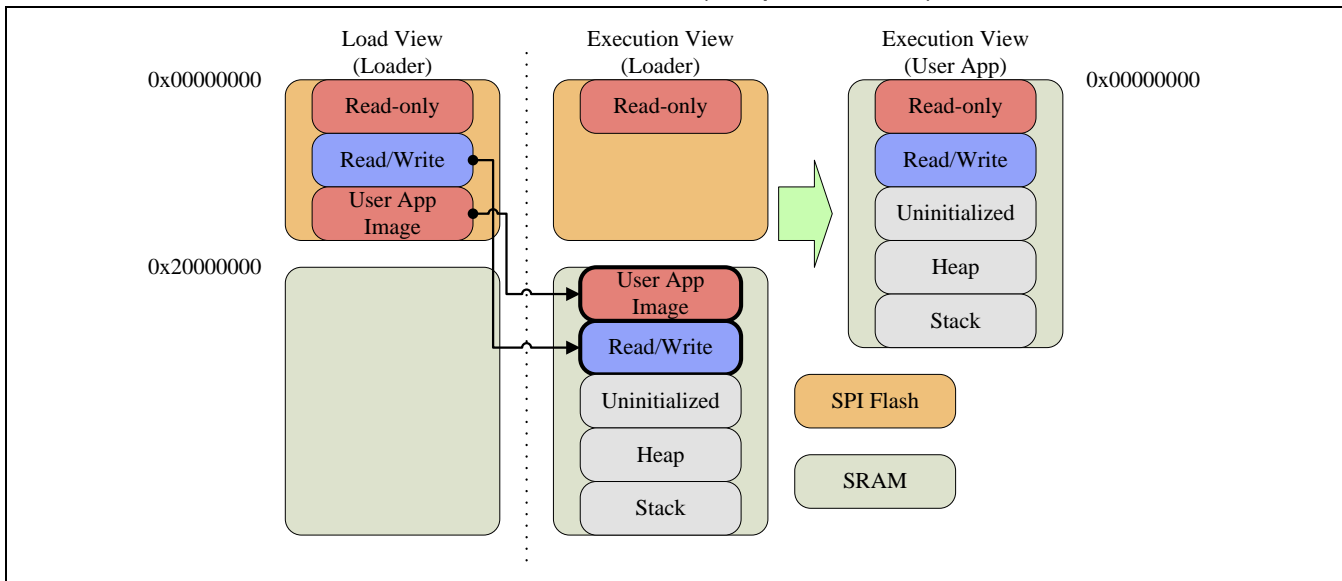 Load View
(Loader)
Execution View
(Loader)
Execution View
(User App)
0x00000000
0x00000000
Read-only
Read-only
Read-only
Read/Write
Read/Write
User App
Image
Uninitialized
0x20000000
Heap
User App
Image
Stack
Read/Write
Uninitialized
SPI Flash
Heap
SRAM
Stack